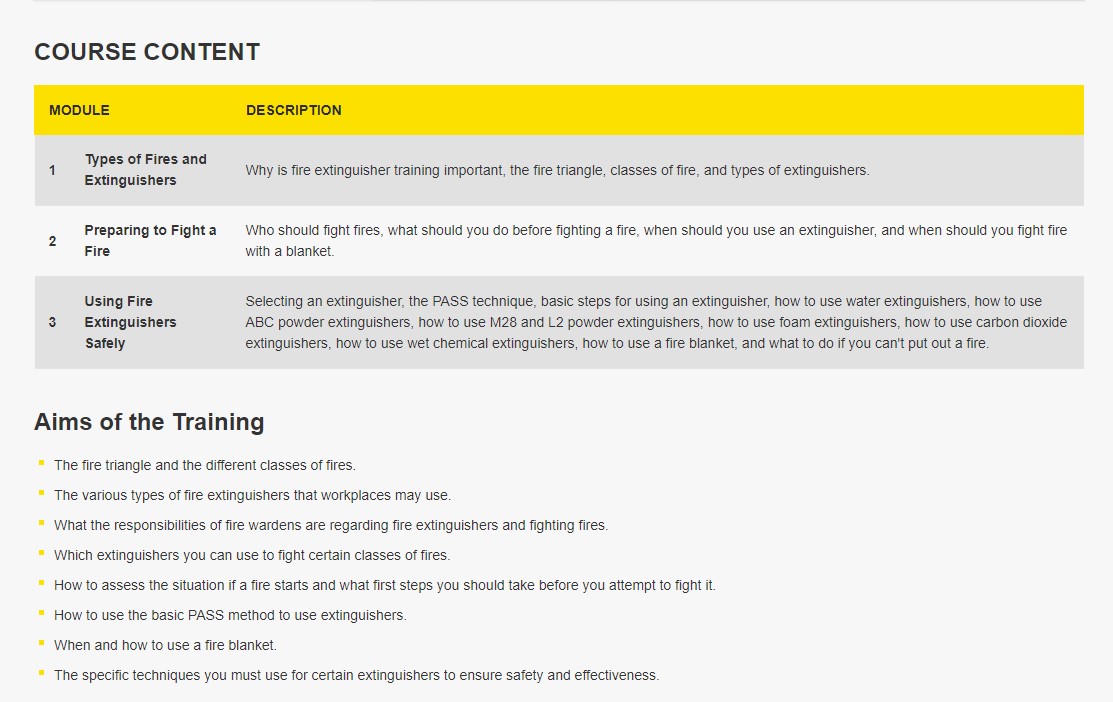 COURSE CONTENT
MODULE DESCRIPTION
1 Types of Fires and Extinguishers Why is fire extinguisher training important, the fire triangle, classes of fire, and types of extinguishers.
2 Preparing to Fight a Fire Who should fight fires, what should you do before fighting a fire, when should you use an extinguisher, and when should you fight fire
with a blanket.
3 Using Fire Extinguishers Safely Selecting an extinguisher, the PASS technique, basic steps for using an extinguisher, how to use water extinguishers, how to use
ABC powder extinguishers, how to use M28 and L2 powder extinguishers, how to use foam extinguishers, how to use carbon dioxide
extinguishers, how to use wet chemical extinguishers, how to use a fire blanket, and what to do if you can't put out a fire.
Aims of the Training
The fire triangle and the different classes of fires.
The various types of fire extinguishers that workplaces may use.
What the responsibilities of fire wardens are regarding fire extinguishers and fighting fires.
Which extinguishers you can use to fight certain classes of fires.
How to assess the situation if a fire starts and what first steps you should take before you attempt to fight it.
How to use the basic PASS method to use extinguishers.
When and how to use a fire blanket.
The specific techniques you must use for certain extinguishers to ensure safety and effectiveness.